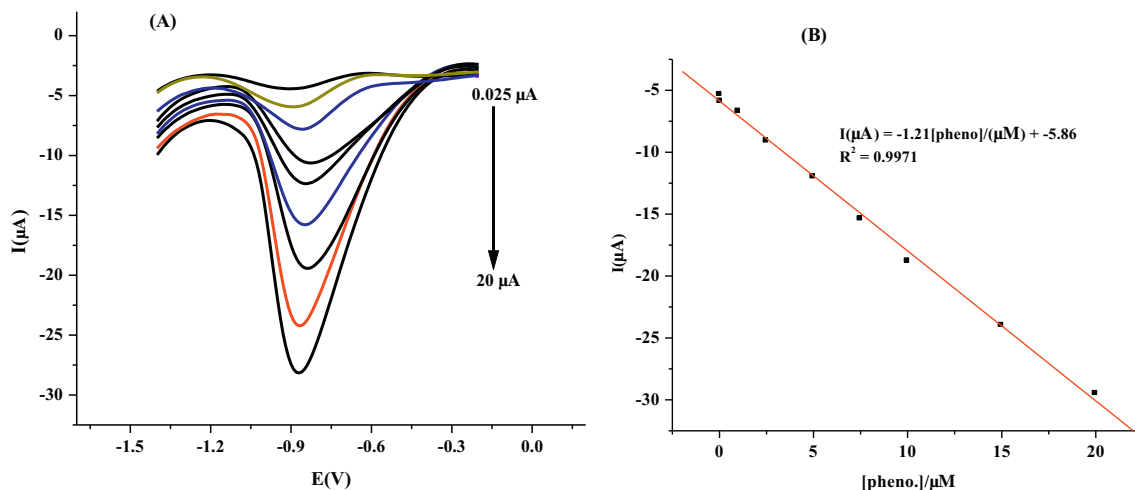 (A)
0
-5
-10
-15
-20
-25
-30
I(µA)
-1.5
-1.2
-0.9
-0.6
-0.3
0.0
E(V)
0.025 µA
20 µA
(B)
-5
-10
-15
-20
-25
-30
I(µA)
I(µA) = -1.21[pheno]/(µM) + -5.86
R² = 0.9971
0
5
10
15
20
[pheno.]/µM